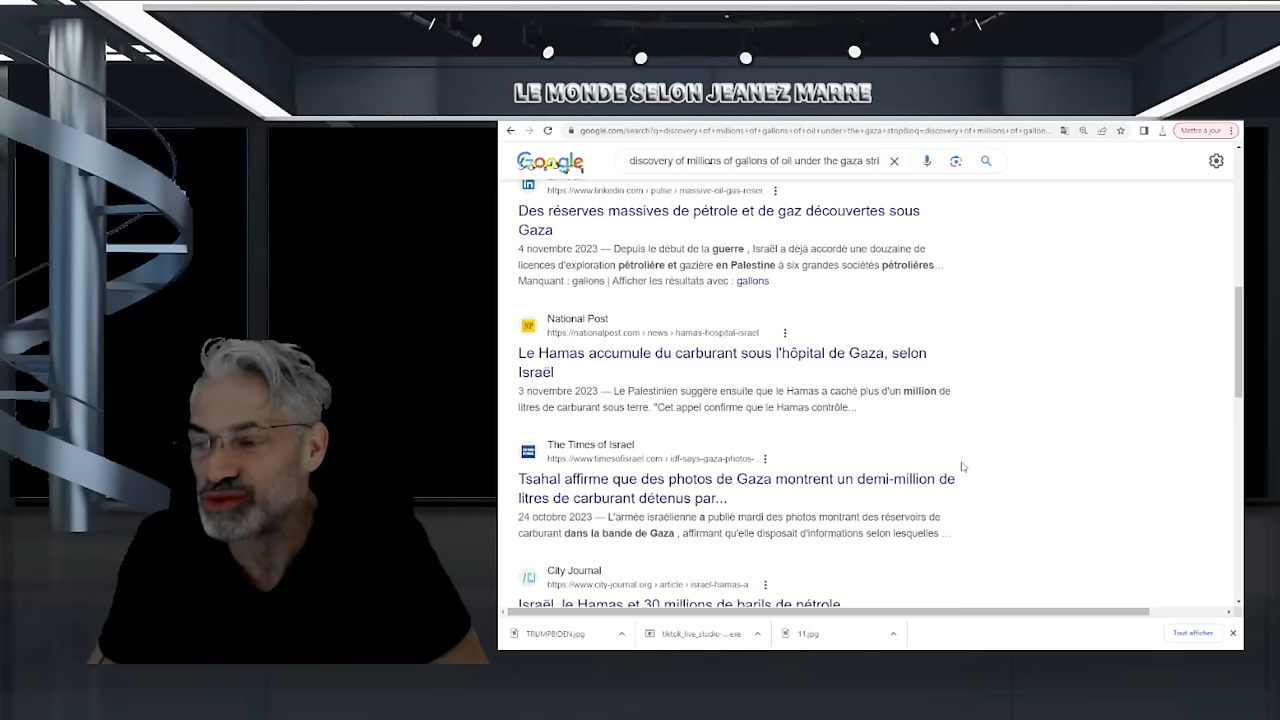 LE MONDE SELON JEANEZ MARRE
google.com/search?q=discovery+of+millions+of+gallons+of+oil+under+the+gaza+strip&oq=discovery+of+millions+of+gallon...
Mettre à jour
Google
discovery of millions of gallons of oil under the gaza stri
https://www.linkedin.com › pulse › massive-oil-gas-reser
Des réserves massives de pétrole et de gaz découvertes sous
Gaza
4 novembre 2023 — Depuis le début de la guerre , Israël a déjà accordé une douzaine de
licences d'exploration pétrolière et gazière en Palestine à six grandes sociétés pétrolières…
Manquant : gallons | Afficher les résultats avec : gallons
National Post
https://nationalpost.com › news › hamas-hospital-israel
Le Hamas accumule du carburant sous l'hôpital de Gaza, selon
Israël
3 novembre 2023 — Le Palestinien suggère ensuite que le Hamas a caché plus d'un million de
litres de carburant sous terre. "Cet appel confirme que le Hamas contrôle...
The Times of Israel
https://www.timesofisrael.com › idf-says-gaza-photos-...
Tsahal affirme que des photos de Gaza montrent un demi-million de
litres de carburant détenus par...
24 octobre 2023 — L'armée israélienne a publié mardi des photos montrant des réservoirs de
carburant dans la bande de Gaza , affirmant qu'elle disposait d'informations selon lesquelles …
City Journal
https://www.city-journal.org › article › israel-hamas-a...
Israël, le Hamas et 30 millions de barils de pétrole
TRUMPBIDEN.jpg
tiktok_live_studio-....exe
11.jpg
Tout afficher